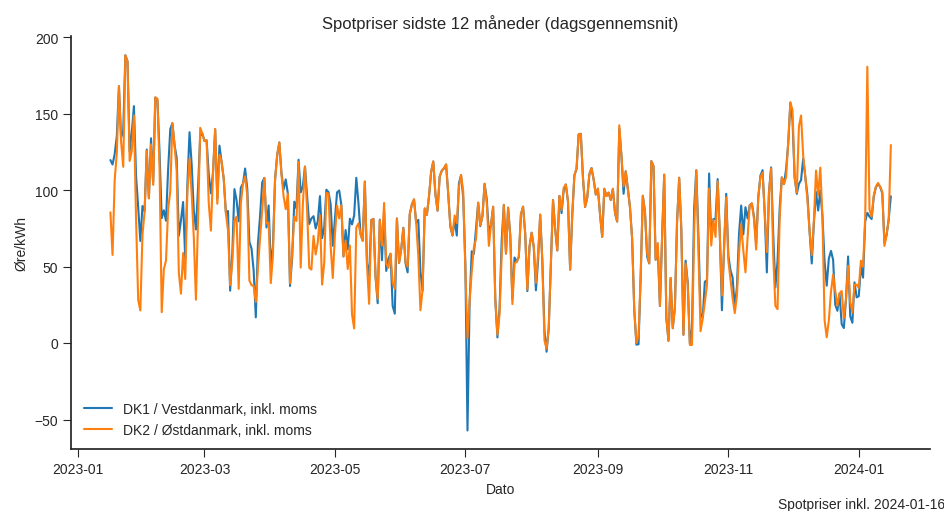 Spotpriser sidste 12 måneder (dagsgennemsnit)
200
150
100
50
0
−50
Øre/kWh
DK1 / Vestdanmark, inkl. moms
DK2 / Østdanmark, inkl. moms
2023-01 2023-03 2023-05 2023-07 2023-09 2023-11 2024-01
Dato
Spotpriser inkl. 2024-01-16